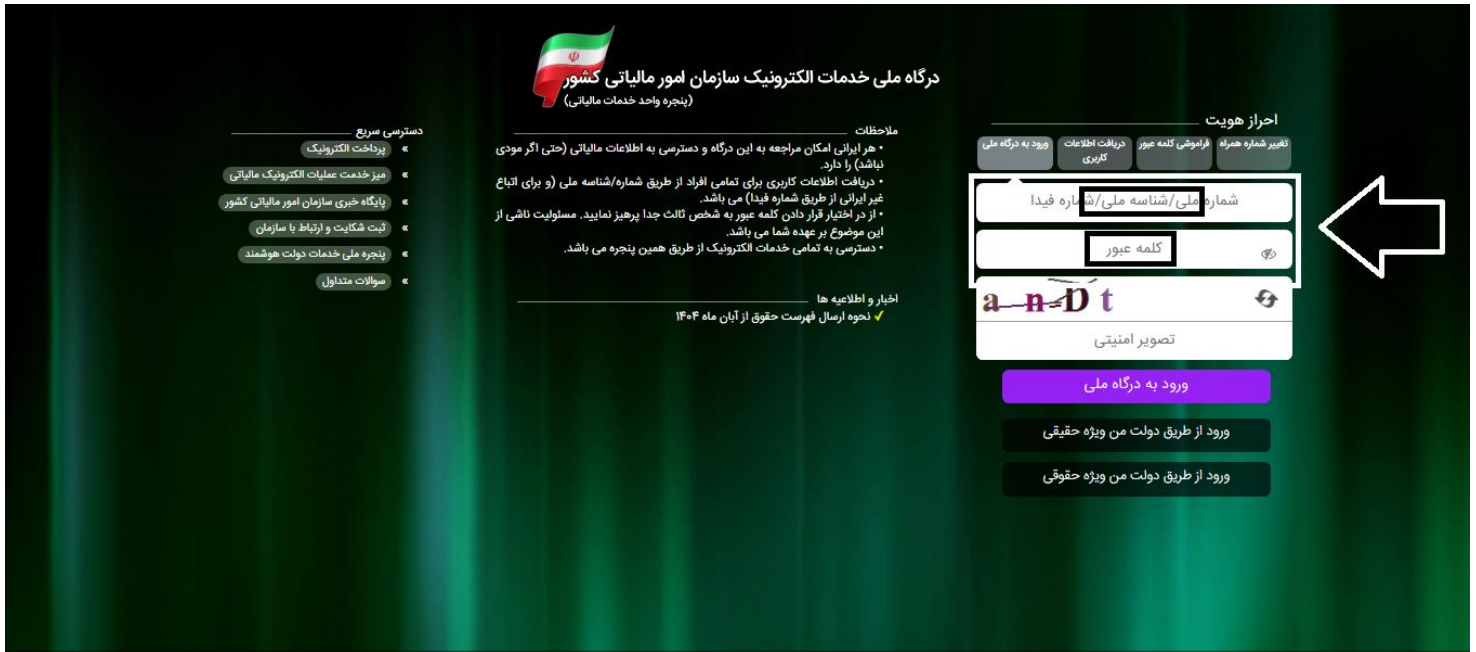 درگاه ملی خدمات الکترونیک سازمان امور مالیاتی کشور
(پنجره واحد خدمات مالیاتی)
احراز هویت
تغییر شماره همراه
فراموشی کلمه عبور
دریافت اطلاعات
کاربری
ورود به درگاه ملی
شماره ملی/شناسه ملی/شماره فیدا
کلمه عبور
a n D t
تصویر امنیتی
ورود به درگاه ملی
ورود از طریق دولت من ویژه حقیقی
ورود از طریق دولت من ویژه حقوقی
ملاحظات
• هر ایرانی امکان مراجعه به این درگاه و دسترسی به اطلاعات مالیاتی (حتی اگر مودی
نباشد) را دارد.
• دریافت اطلاعات کاربری برای تمامی افراد از طریق شماره/شناسه ملی (و برای اتباع
غیر ایرانی از طریق شماره فیدا) می باشد.
• از در اختیار قرار دادن کلمه عبور به شخص ثالث جدا پرهیز نمایید. مسئولیت ناشی از
این موضوع بر عهده شما می باشد.
• دسترسی به تمامی خدمات الکترونیک از طریق همین پنجره می باشد.
اخبار و اطلاعیه ها
✓ نحوه ارسال فهرست حقوق از آبان ماه ۱۴۰۴
دسترسی سریع
» پرداخت الکترونیک
» میز خدمت عملیات الکترونیک مالیاتی
» پایگاه خبری سازمان امور مالیاتی کشور
» ثبت شکایت و ارتباط با سازمان
» پنجره ملی خدمات دولت هوشمند
» سوالات متداول